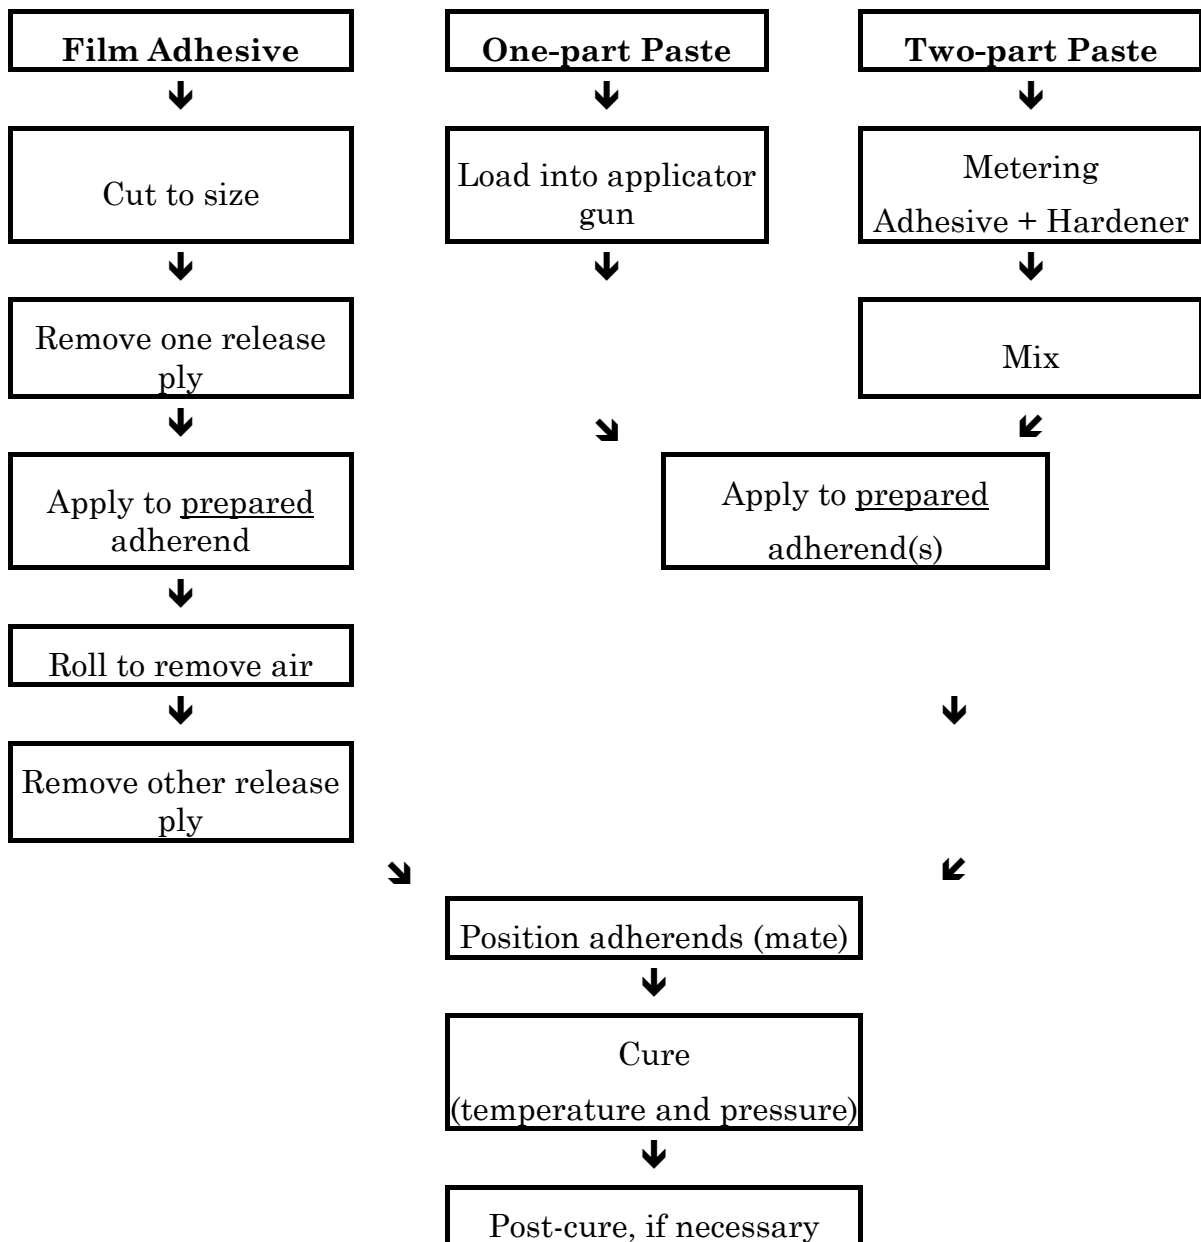 Film Adhesive
One-part Paste
Two-part Paste
Cut to size
Load into applicator
gun
Metering
Adhesive + Hardener
Remove one release
ply
Mix
Apply to prepared
adherend
Apply to prepared
adherend(s)
Roll to remove air
Remove other release
ply
Position adherends (mate)
Cure
(temperature and pressure)
Post-cure, if necessary